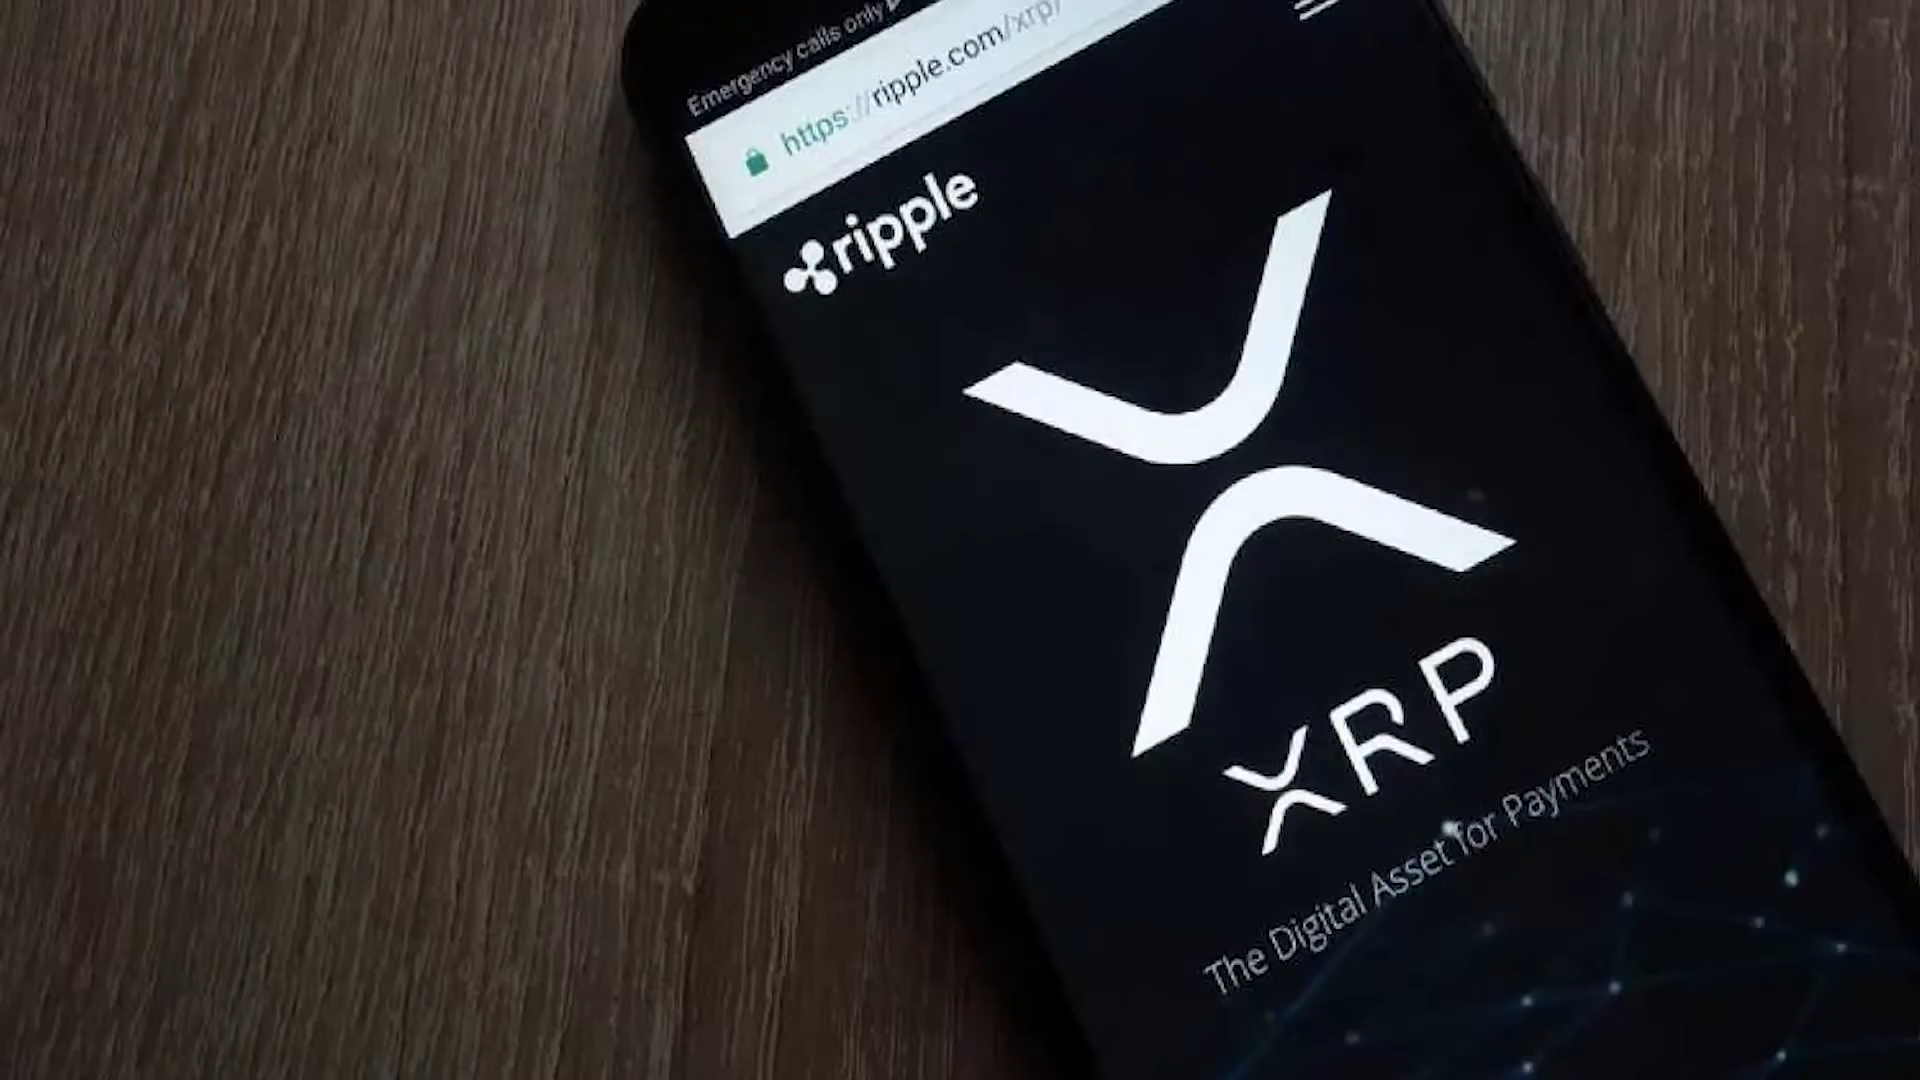 Emergency calls only
https://ripple.com/xrp/
ripple
XRP
The Digital Asset for Payments